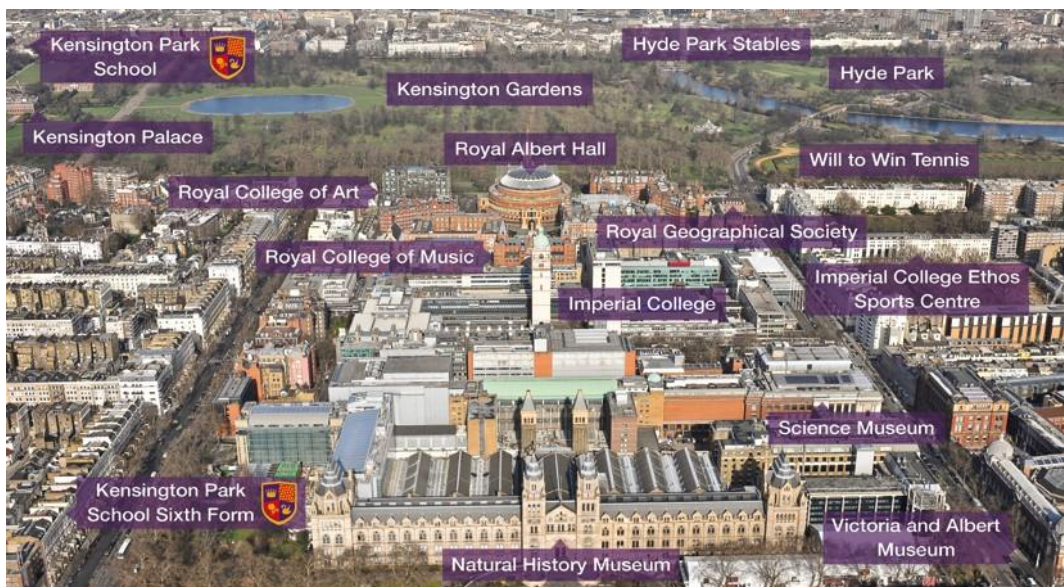 Kensington Park
School
Hyde Park Stables
Hyde Park
Kensington Gardens
Kensington Palace
Royal Albert Hall
Will to Win Tennis
Royal College of Art
Royal Geographical Society
Royal College of Music
Imperial College Ethos
Sports Centre
Imperial College
Science Museum
Kensington Park
School Sixth Form
Victoria and Albert
Museum
Natural History Museum